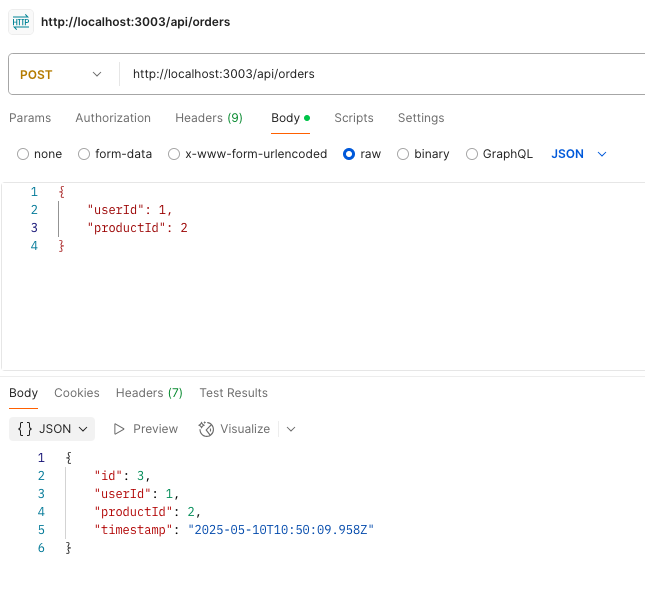 HTTP http://localhost:3003/api/orders
POST http://localhost:3003/api/orders
Params Authorization Headers (9) Body Scripts Settings
none form-data x-www-form-urlencoded raw binary GraphQL JSON
1 {
2 "userId": 1,
3 "productId": 2
4 }
Body Cookies Headers (7) Test Results
{} JSON Preview Visualize
1 {
2 "id": 3,
3 "userId": 1,
4 "productId": 2,
5 "timestamp": "2025-05-10T10:50:09.958Z"
6 }